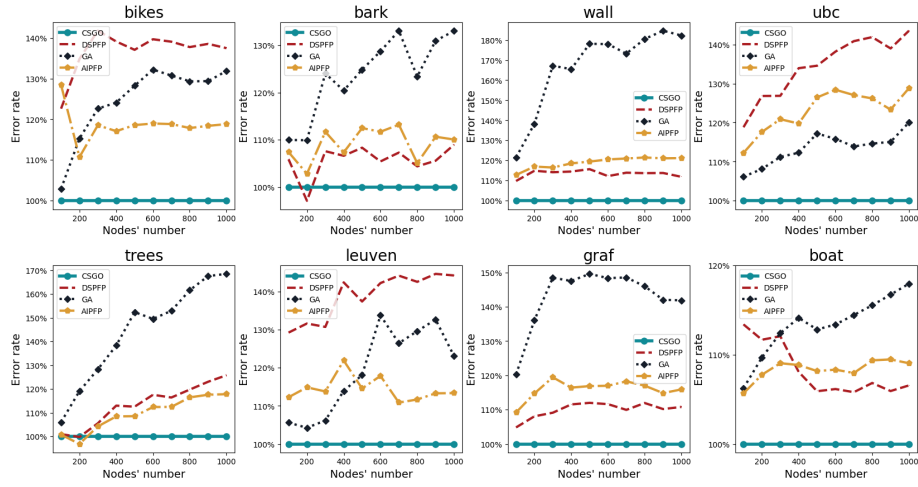 bikes
Error rate
140%
130%
120%
110%
100%
CSGO
DSPFP
GA
AIPFP
200 400 600 800 1000
Nodes' number
bark
Error rate
130%
120%
110%
100%
CSGO
DSPFP
GA
AIPFP
200 400 600 800 1000
Nodes' number
wall
Error rate
180%
170%
160%
150%
140%
130%
120%
110%
100%
CSGO
DSPFP
GA
AIPFP
200 400 600 800 1000
Nodes' number
ubc
Error rate
140%
130%
120%
110%
100%
CSGO
DSPFP
GA
AIPFP
200 400 600 800 1000
Nodes' number
trees
Error rate
170%
160%
150%
140%
130%
120%
110%
100%
CSGO
DSPFP
GA
AIPFP
200 400 600 800 1000
Nodes' number
leuven
Error rate
140%
130%
120%
110%
100%
CSGO
DSPFP
GA
AIPFP
200 400 600 800 1000
Nodes' number
graf
Error rate
150%
140%
130%
120%
110%
100%
CSGO
DSPFP
GA
AIPFP
200 400 600 800 1000
Nodes' number
boat
Error rate
120%
110%
100%
CSGO
DSPFP
GA
AIPFP
200 400 600 800 1000
Nodes' number